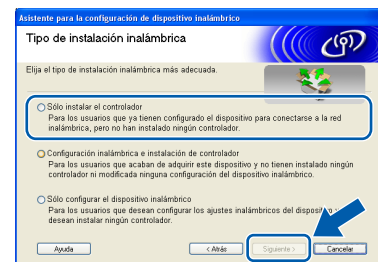 Asistente para la configuración de dispositivo inalámbrico
Tipo de instalación inalámbrica
Elija el tipo de instalación inalámbrica más adecuada.
Sólo instalar el controlador
Para los usuarios que ya tienen configurado el dispositivo para conectarse a la red
inalámbrica, pero no han instalado ningún controlador.
Configuración inalámbrica e instalación de controlador
Para los usuarios que acaban de adquirir este dispositivo y no tienen instalado ningún
controlador ni modificada ninguna configuración del dispositivo inalámbrico.
Sólo configurar el dispositivo inalámbrico
Para los usuarios que desean configurar los ajustes inalámbricos del dispositivo
desean instalar ningún controlador.
Ayuda
< Atrás
Siguiente >
Cancelar